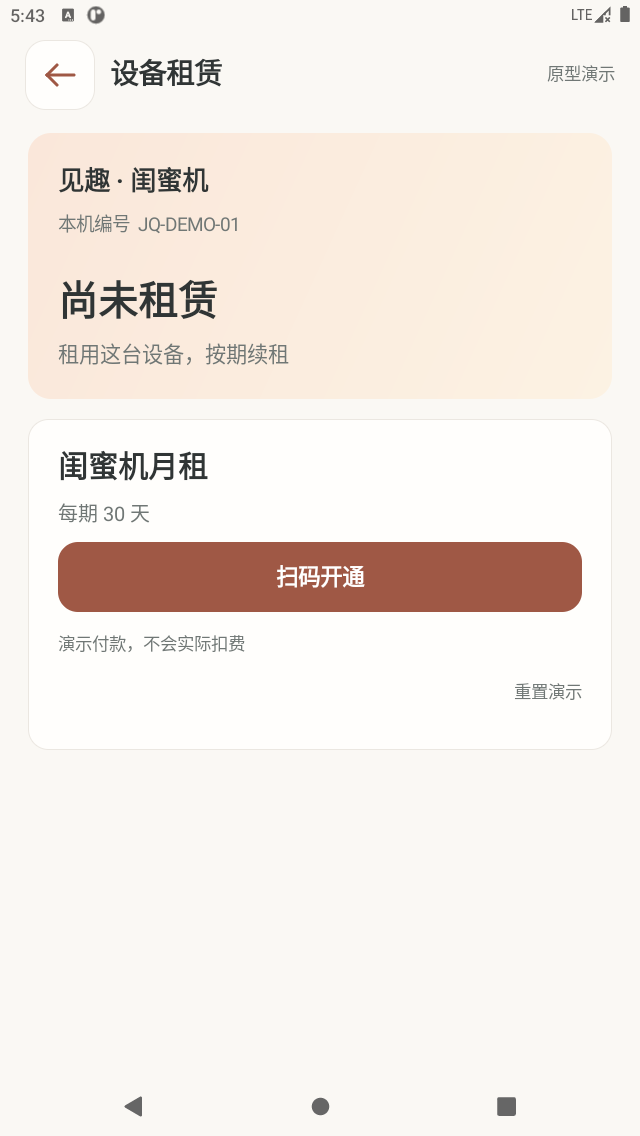 5:43
LTE
设备租赁
原型演示
见趣 · 闺蜜机
本机编号 JQ-DEMO-01
尚未租赁
租用这台设备，按期续租
闺蜜机月租
每期 30 天
扫码开通
演示付款，不会实际扣费
重置演示